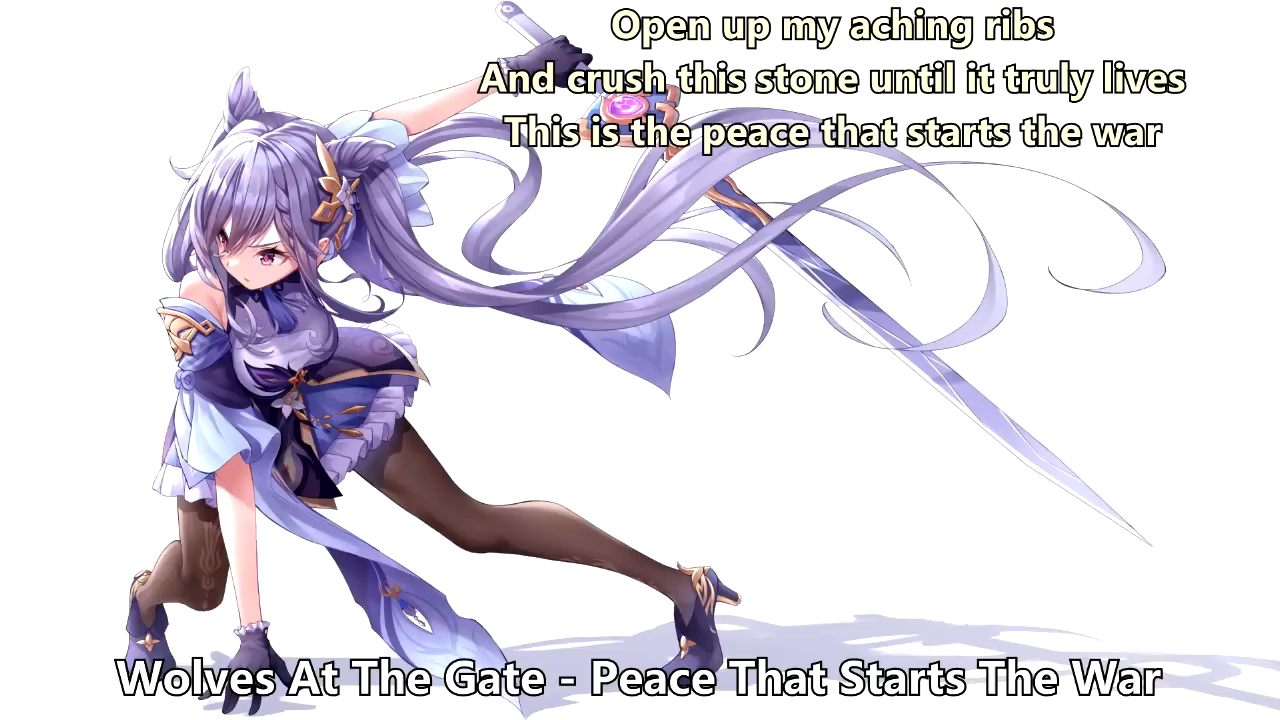 Open up my aching ribs
And crush this stone until it truly lives
This is the peace that starts the war
Wolves At The Gate - Peace That Starts The War